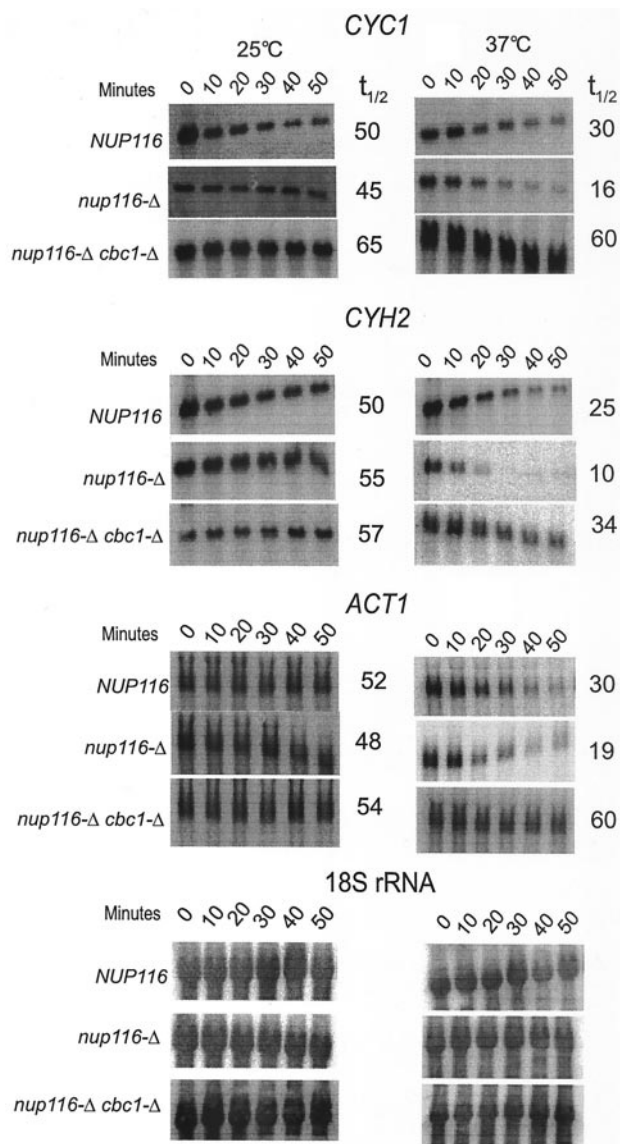 CYC1
25°C 37°C
Minutes 0 10 20 30 40 50 t1/2 0 10 20 30 40 50 t1/2
NUP116 50 30
nup116-Δ 45 16
nup116-Δ cbc1-Δ 65 60
CYH2
Minutes 0 10 20 30 40 50 0 10 20 30 40 50
NUP116 50 25
nup116-Δ 55 10
nup116-Δ cbc1-Δ 57 34
ACT1
Minutes 0 10 20 30 40 50 0 10 20 30 40 50
NUP116 52 30
nup116-Δ 48 19
nup116-Δ cbc1-Δ 54 60
18S rRNA
Minutes 0 10 20 30 40 50 0 10 20 30 40 50
NUP116
nup116-Δ
nup116-Δ cbc1-Δ